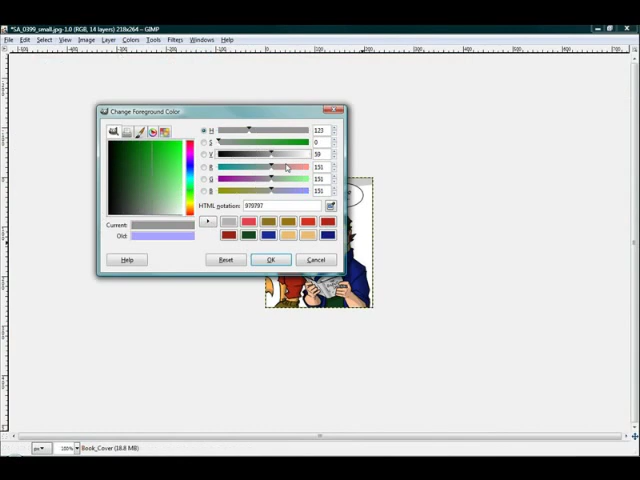 *SA_0399_small.jpg-1.0 (RGB, 14 layers) 218x264 – GIMP
File Edit Select View Image Layer Colors Tools Filters Windows Help
Change Foreground Color
H 123
S 0
V 59
R 151
G 151
B 151
HTML notation: 979797
Current:
Old:
Help Reset OK Cancel
px 100% Book_Cover (18.8 MB)